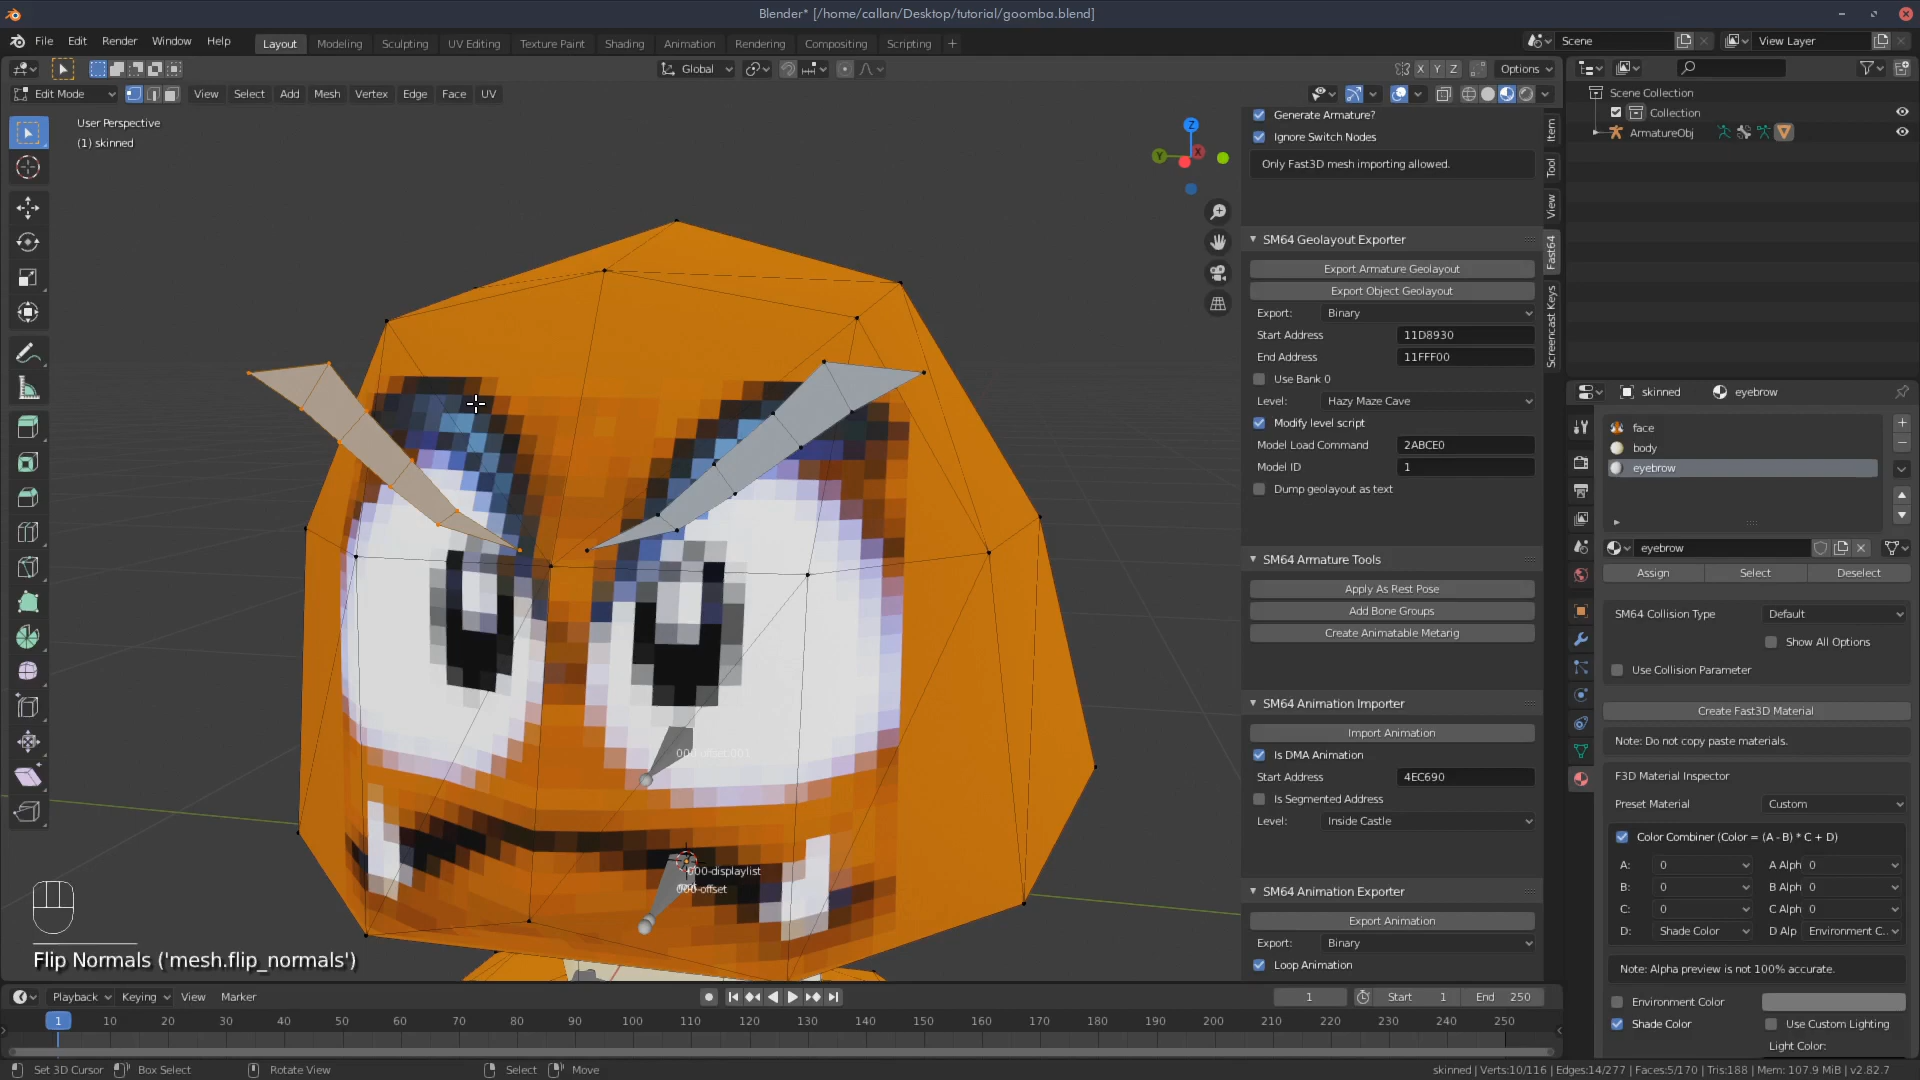 Blender* [/home/callan/Desktop/tutorial/goomba.blend]
File Edit Render Window Help
Layout Modeling Sculpting UV Editing Texture Paint Shading Animation Rendering Compositing Scripting +
Scene
View Layer
Global
X Y Z
Options
Edit Mode
View Select Add Mesh Vertex Edge Face UV
User Perspective
(1) skinned
Z
Y
X
000-offset.001
000-displaylist
000-offset
Flip Normals ('mesh.flip_normals')
Generate Armature?
Ignore Switch Nodes
Only Fast3D mesh importing allowed.
SM64 Geolayout Exporter
Export Armature Geolayout
Export Object Geolayout
Export: Binary
Start Address 11D8930
End Address 11FFF00
Use Bank 0
Level: Hazy Maze Cave
Modify level script
Model Load Command 2ABCE0
Model ID 1
Dump geolayout as text
SM64 Armature Tools
Apply As Rest Pose
Add Bone Groups
Create Animatable Metarig
SM64 Animation Importer
Import Animation
Is DMA Animation
Start Address 4EC690
Is Segmented Address
Level: Inside Castle
SM64 Animation Exporter
Export Animation
Export: Binary
Loop Animation
Item
Tool
View
Fast64
Screencast Keys
Scene Collection
Collection
ArmatureObj
skinned eyebrow
face
body
eyebrow
eyebrow
Assign Select Deselect
SM64 Collision Type Default
Show All Options
Use Collision Parameter
Create Fast3D Material
Note: Do not copy paste materials.
F3D Material Inspector
Preset Material Custom
Color Combiner (Color = (A - B) * C + D)
A: 0 A Alph 0
B: 0 B Alph 0
C: 0 C Alph 0
D: Shade Color D Alp Environment C..
Note: Alpha preview is not 100% accurate.
Environment Color
Shade Color Use Custom Lighting
Light Color:
Playback Keying View Marker
1 Start 1 End 250
1 10 20 30 40 50 60 70 80 90 100 110 120 130 140 150 160 170 180 190 200 210 220 230 240 250
Set 3D Cursor Box Select Rotate View Select Move
skinned | Verts:10/116 | Edges:14/277 | Faces:5/170 | Tris:188 | Mem: 107.9 MiB | v2.82.7